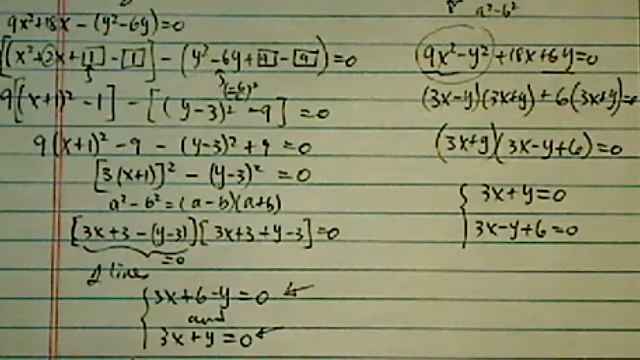 9x²+18x - (y²-6y)=0
[(x²+2x+1]-1] - (y²-6y+9-9)=0
(-6)²
9[(x+1)²-1] - [(y-3)²-9] =0
9(x+1)²-9-(y-3)²+9=0
[3(x+1)]² - (y-3)² =0
a²-b²=(a-b)(a+b)
[3x+3-(y-3)][3x+3+y-3]=0
=0
2 lines
3x+6-y=0
and
3x+y=0
a²-b²
9x²-y²+18x+6y=0
(3x-y)(3x+y)+6(3x+y)=0
(3x+y)(3x-y+6)=0
3x+y=0
3x-y+6=0